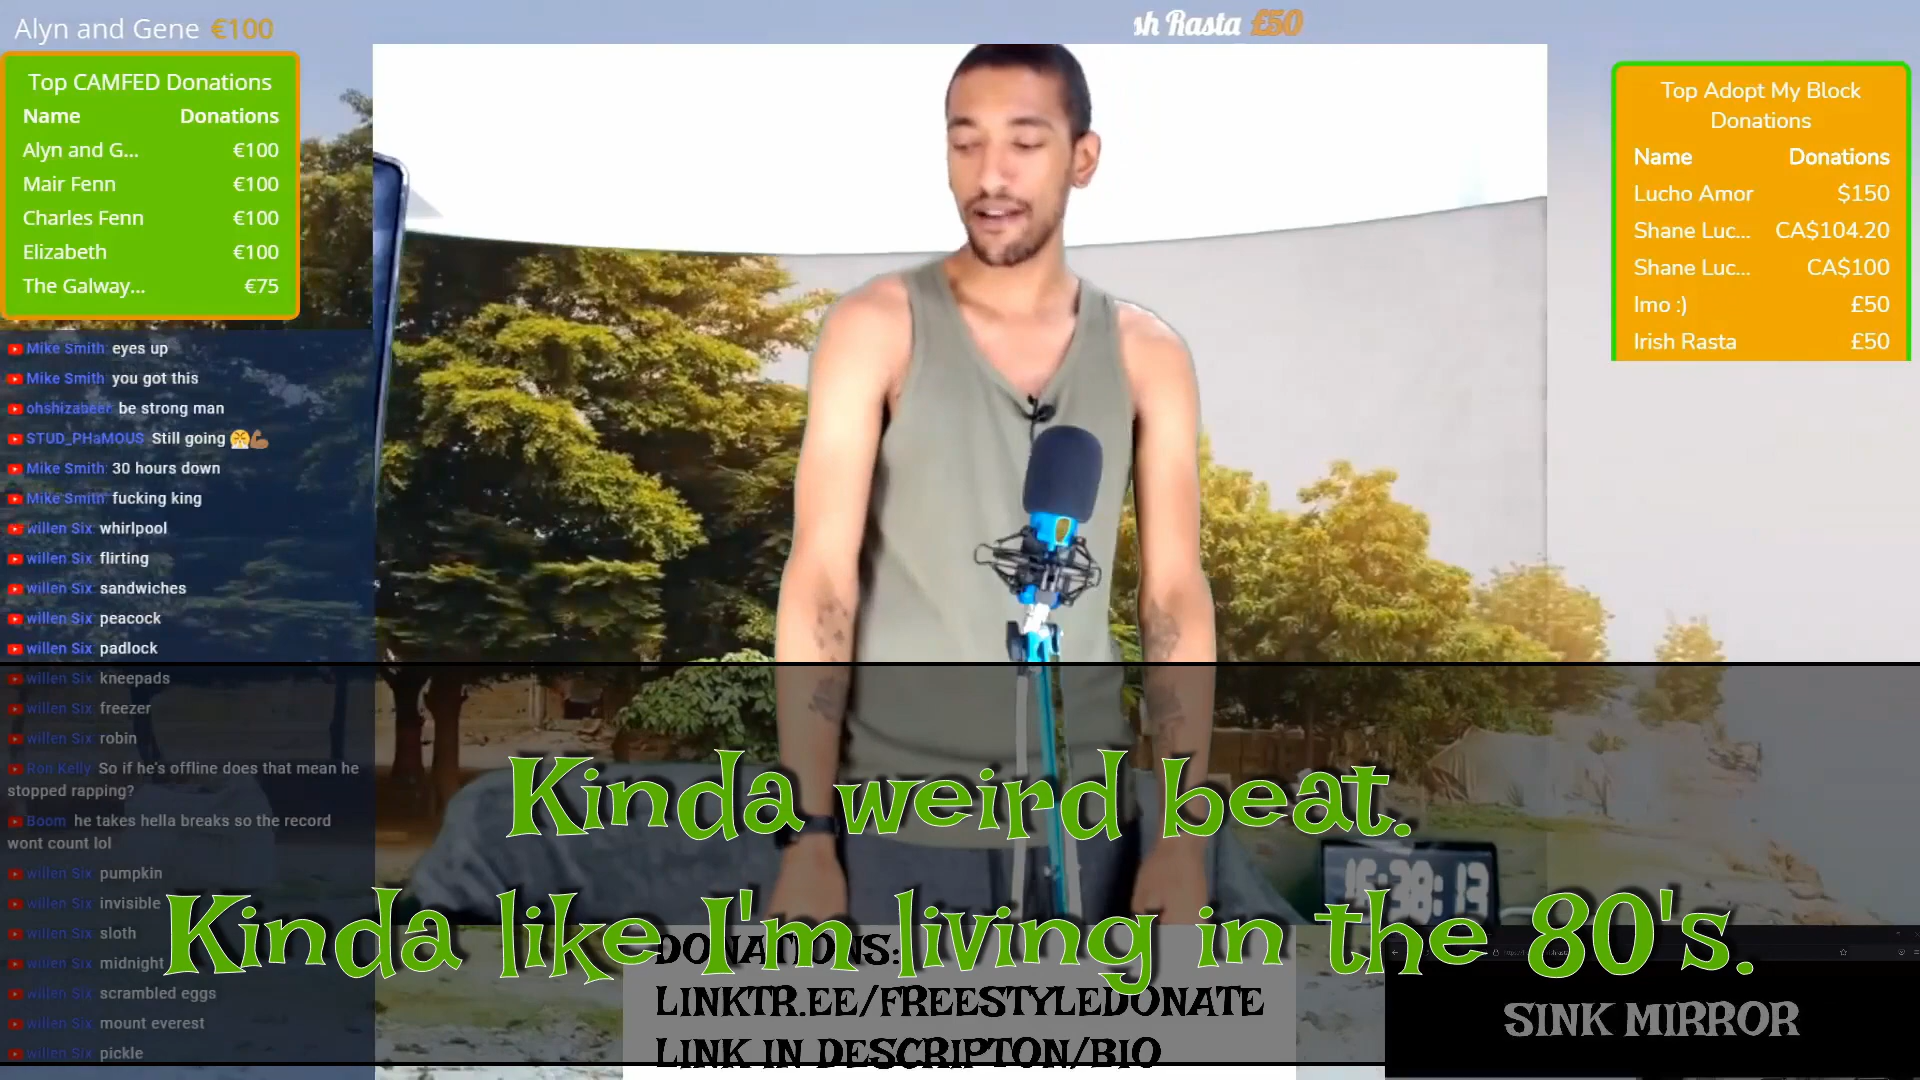 Alyn and Gene €100
sh Rasta £50
Top CAMFED Donations
Name Donations
Alyn and G... €100
Mair Fenn €100
Charles Fenn €100
Elizabeth €100
The Galway... €75
Top Adopt My Block
Donations
Name Donations
Lucho Amor $150
Shane Luc... CA$104.20
Shane Luc... CA$100
Imo :) £50
Irish Rasta £50
Mike Smith: eyes up
Mike Smith: you got this
ohshizabeer: be strong man
STUD_PHaMOUS: Still going 😤💪🏾
Mike Smith: 30 hours down
Mike Smith: fucking king
willen Six: whirlpool
willen Six: flirting
willen Six: sandwiches
willen Six: peacock
willen Six: padlock
willen Six: kneepads
willen Six: freezer
willen Six: robin
Ron Kelly: So if he's offline does that mean he
stopped rapping?
Boom: he takes hella breaks so the record
wont count lol
willen Six: pumpkin
willen Six: invisible
willen Six: sloth
willen Six: midnight
willen Six: scrambled eggs
willen Six: mount everest
willen Six: pickle
Kinda weird beat.
Kinda like I'm living in the 80's.
16:38:13
DONATIONS:
LINKTR.EE/FREESTYLEDONATE
LINK IN DESCRIPTON/BIO
SINK MIRROR